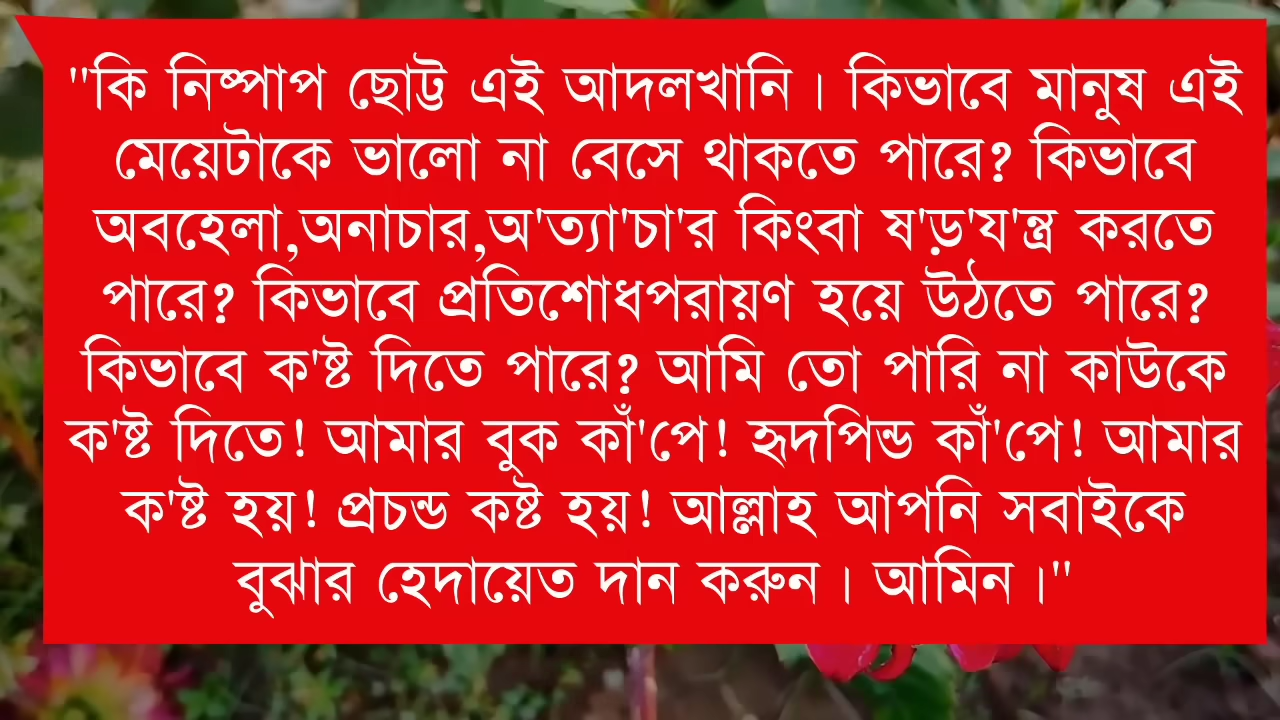 "কি নিষ্পাপ ছোট্ট এই আদলখানি। কিভাবে মানুষ এই
মেয়েটাকে ভালো না বেসে থাকতে পারে? কিভাবে
অবহেলা,অনাচার,অ'ত্যা'চা'র কিংবা ষ'ড়'য'ন্ত্র করতে
পারে? কিভাবে প্রতিশোধপরায়ণ হয়ে উঠতে পারে?
কিভাবে ক'ষ্ট দিতে পারে? আমি তো পারি না কাউকে
ক'ষ্ট দিতে! আমার বুক কাঁ'পে! হৃদপিন্ড কাঁ'পে! আমার
ক'ষ্ট হয়! প্রচন্ড কষ্ট হয়! আল্লাহ আপনি সবাইকে
বুঝার হেদায়েত দান করুন। আমিন।"